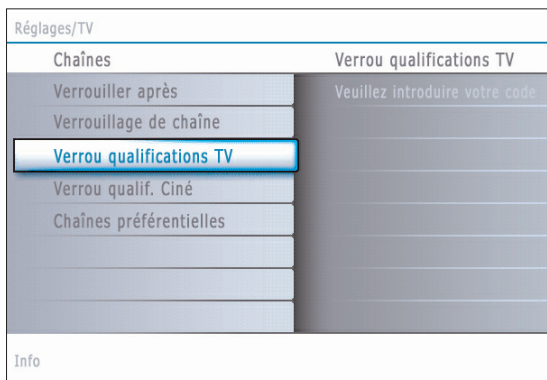 Réglages/TV
Chaînes
Verrou qualifications TV
Verrouiller après
Veuillez introduire votre code
Verrouillage de chaîne
Verrou qualifications TV
Verrou qualif. Ciné
Chaînes préférentielles
Info